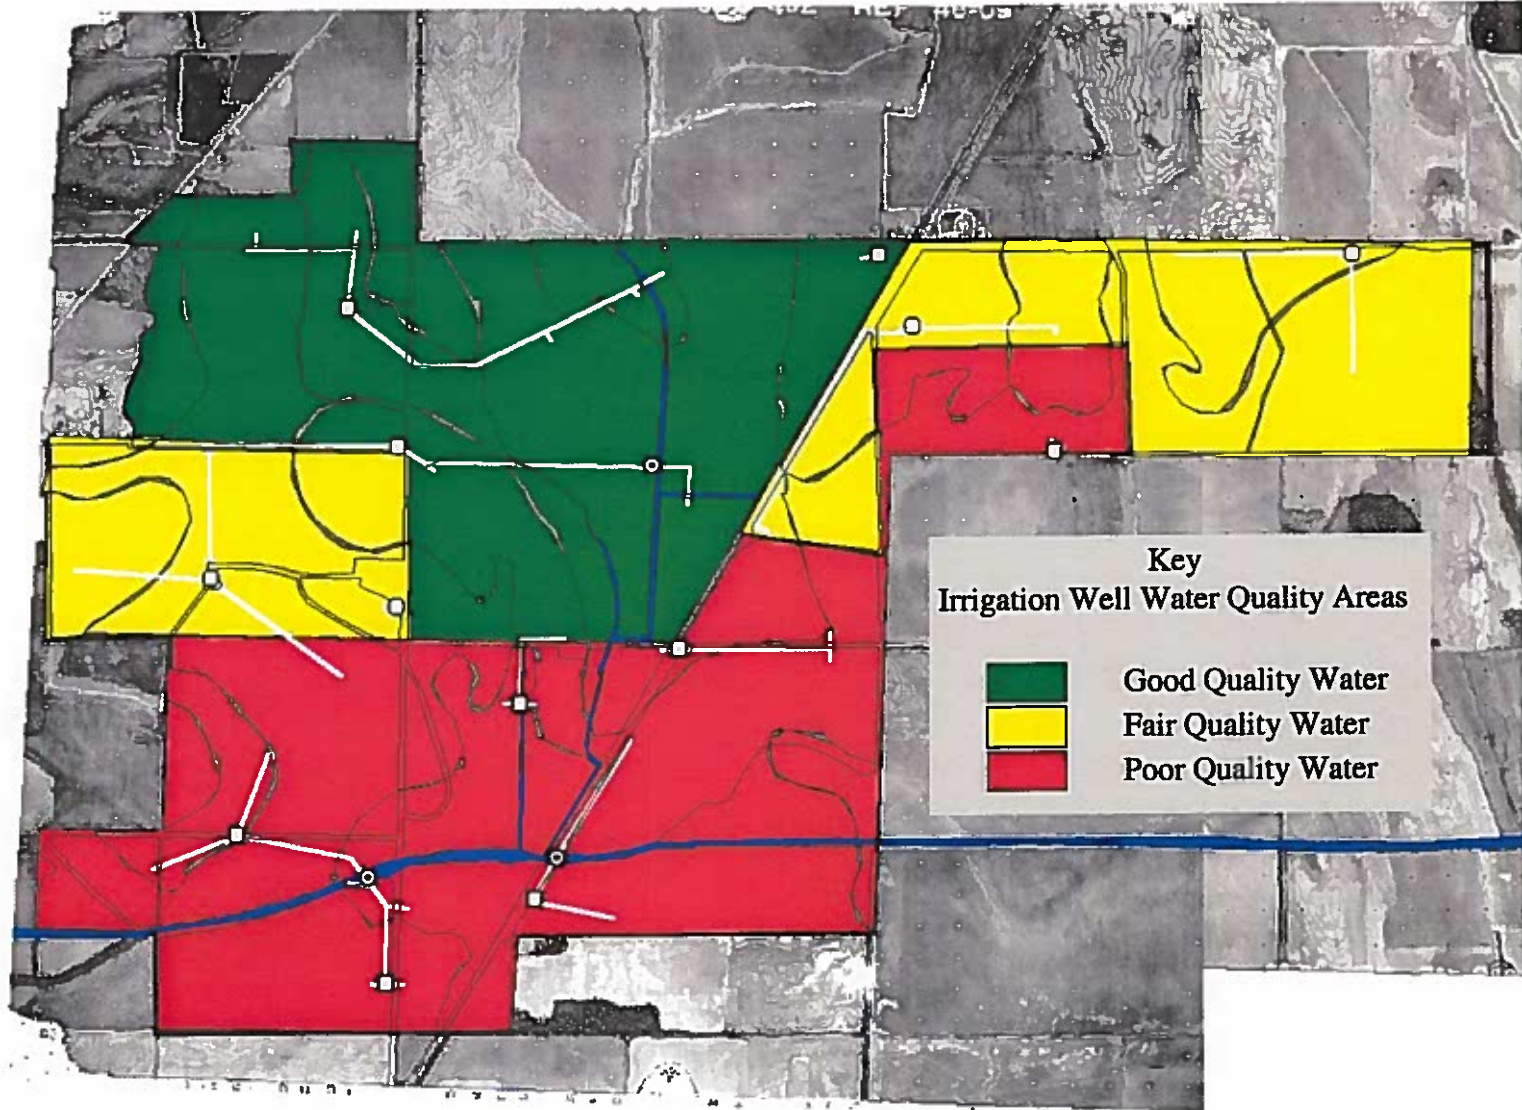 Key
Irrigation Well Water Quality Areas
Good Quality Water
Fair Quality Water
Poor Quality Water